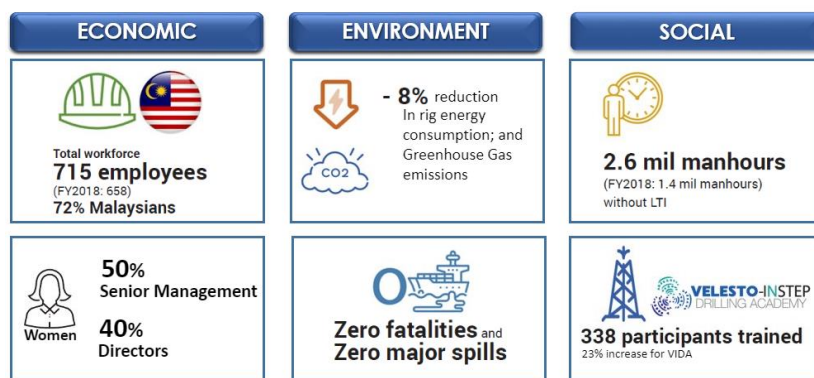 ECONOMIC
Total workforce
715 employees
(FY2018: 658)
72% Malaysians
50%
Senior Management
40%
Directors
Women
ENVIRONMENT
- 8% reduction
In rig energy
consumption; and
Greenhouse Gas
emissions
CO2
Zero fatalities and
Zero major spills
SOCIAL
2.6 mil manhours
(FY2018: 1.4 mil manhours)
without LTI
VELESTO-INSTEP
DRILLING ACADEMY
338 participants trained
23% increase for VIDA